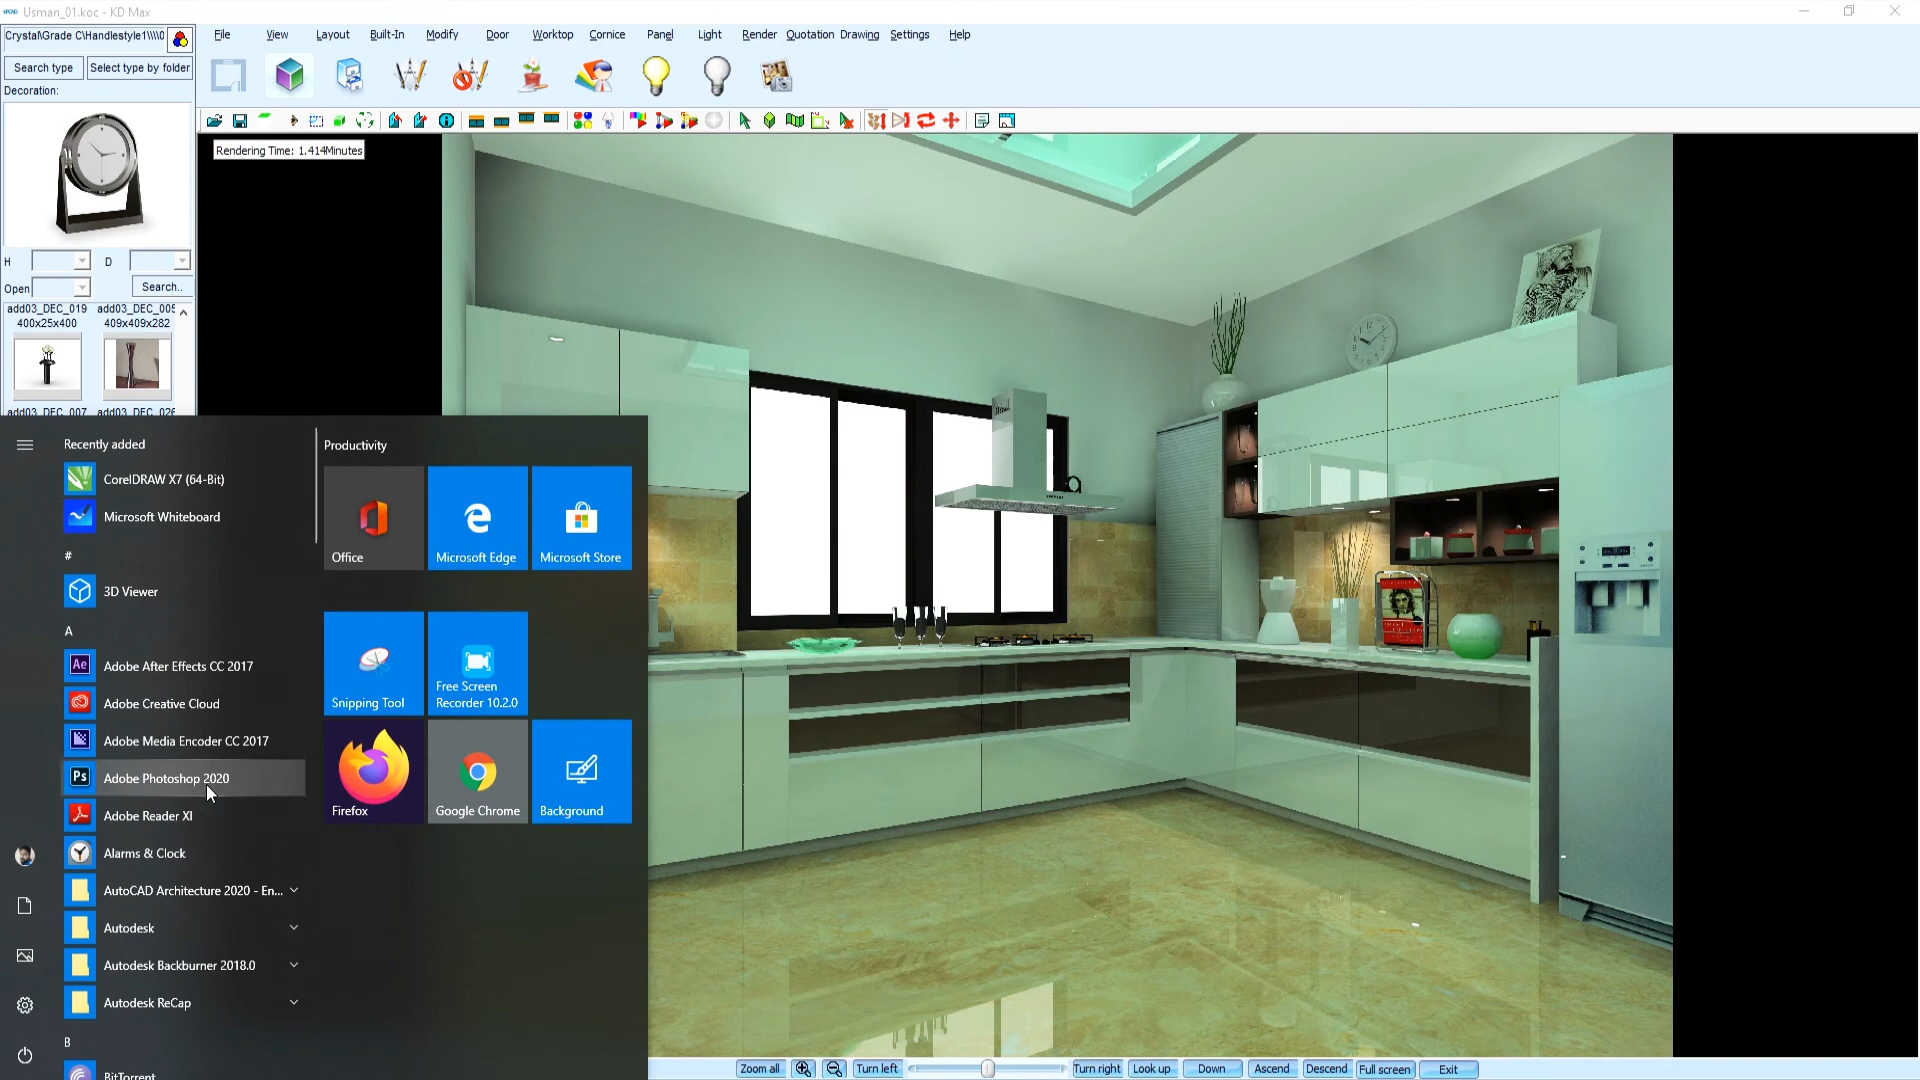 Usman_01.koc - KD Max
Crystal\Grade C\Handlestyle1\\\\0
File View Layout Built-In Modify Door Worktop Cornice Panel Light Render Quotation Drawing Settings Help
Search type Select type by folder
Decoration:
Rendering Time: 1.414Minutes
H D
Open Search..
add03_DEC_019 add03_DEC_005
400x25x400 409x409x282
add03_DEC_007 add03_DEC_026
Recently added
CorelDRAW X7 (64-Bit)
Microsoft Whiteboard
#
3D Viewer
A
Adobe After Effects CC 2017
Adobe Creative Cloud
Adobe Media Encoder CC 2017
Adobe Photoshop 2020
Adobe Reader XI
Alarms & Clock
AutoCAD Architecture 2020 - En...
Autodesk
Autodesk Backburner 2018.0
Autodesk ReCap
B
BitTorrent
Productivity
Office Microsoft Edge Microsoft Store
Snipping Tool
Free Screen
Recorder 10.2.0
Firefox Google Chrome Background
Zoom all Turn left Turn right Look up Down Ascend Descend Full screen Exit